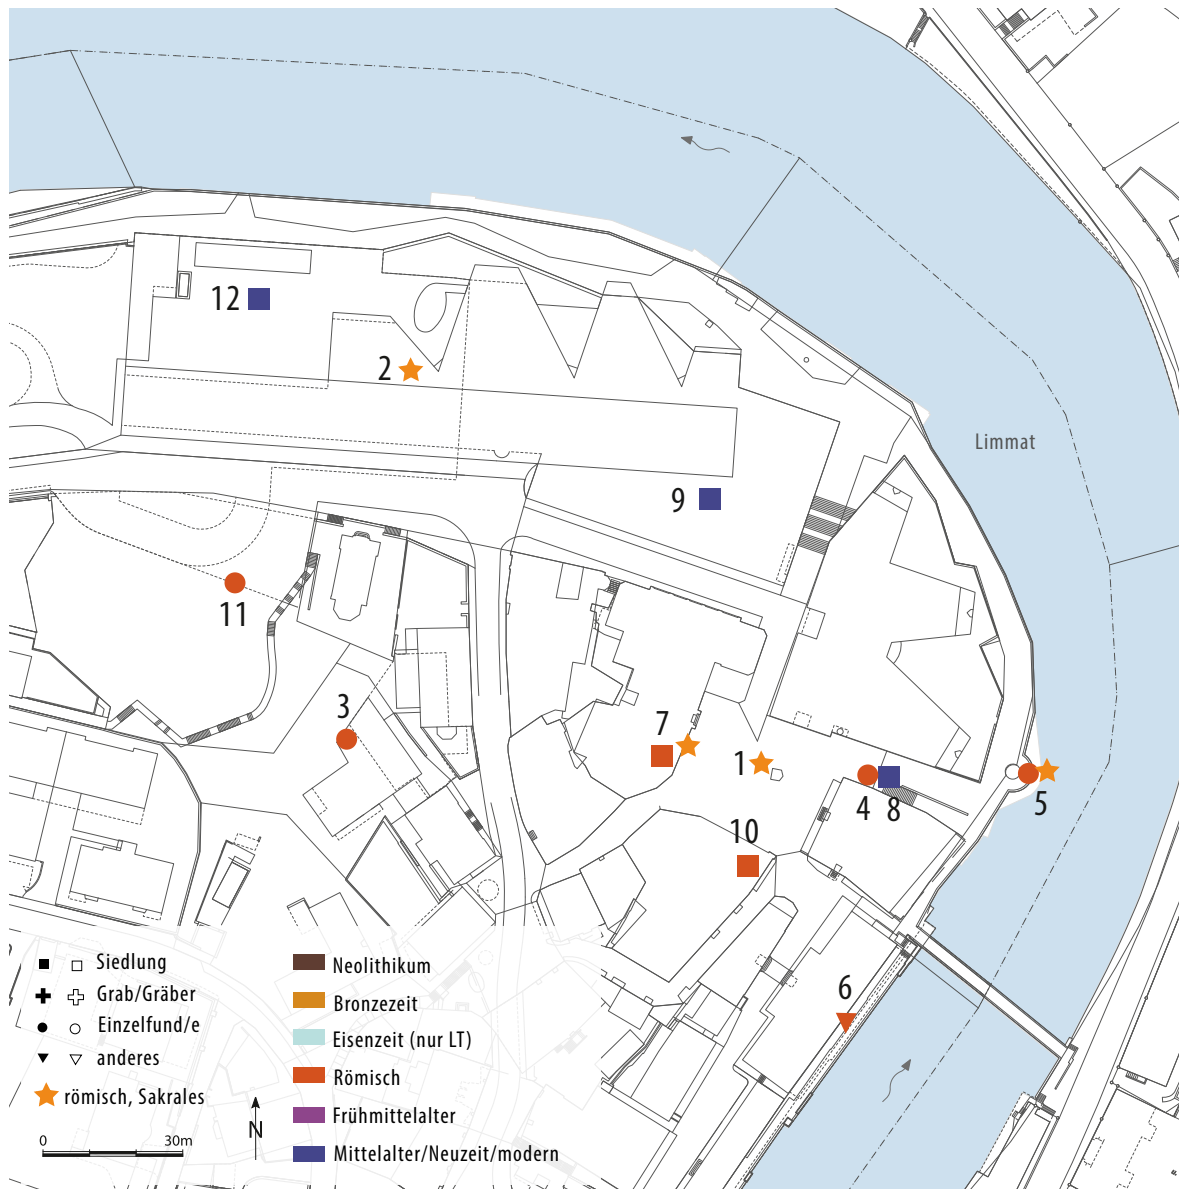 12
2
Limmat
9
11
3
7
1
4
8
5
10
6
Siedlung
Grab/Gräber
Einzelfund/e
anderes
römisch, Sakrales
0 30m
N
Neolithikum
Bronzezeit
Eisenzeit (nur LT)
Römisch
Frühmittelalter
Mittelalter/Neuzeit/modern